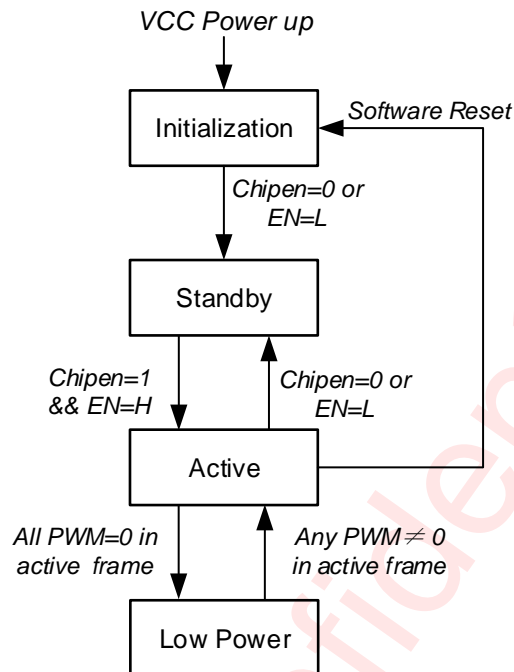 VCC Power up
Initialization
Software Reset
Chipen=0 or
EN=L
Standby
Chipen=1
&& EN=H
Chipen=0 or
EN=L
Active
All PWM=0 in
active frame
Any PWM≠0
in active frame
Low Power
fiden